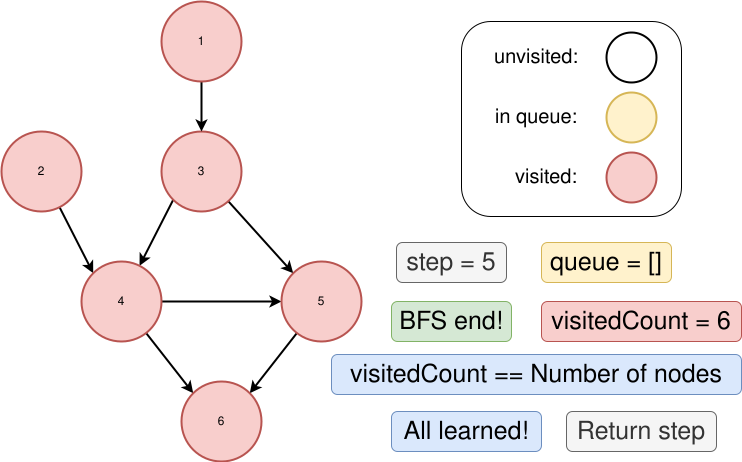 1
unvisited:
in queue:
2
3
visited:
step = 5
queue = []
4
5
BFS end!
visitedCount = 6
visitedCount == Number of nodes
6
All learned!
Return step